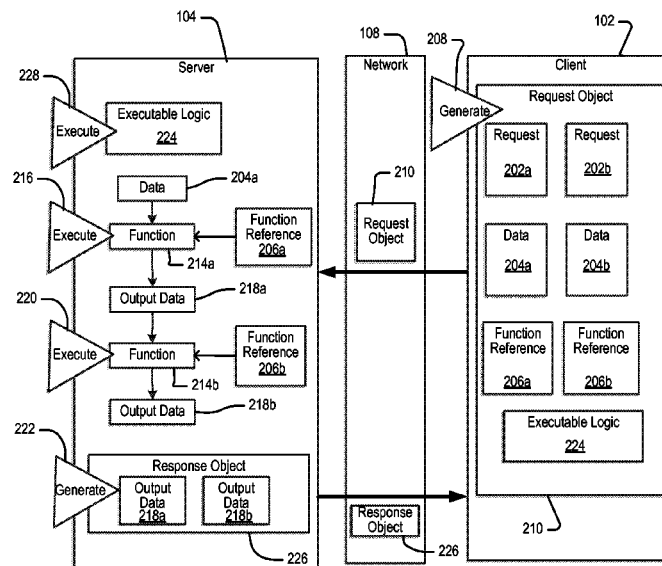 104
108
102
228
Server
Network
208
Client
Executable Logic
224
Execute
Generate
Request Object
Request
202a
Request
202b
216
Data
204a
210
Execute
Function
Function
Reference
206a
Request
Object
Data
204a
Data
204b
214a
220
Output Data
218a
Execute
Function
Function
Reference
206b
Function
Reference
206a
Function
Reference
206b
214b
Output Data
218b
Executable Logic
224
222
Response Object
Generate
Output
Data
218a
Output
Data
218b
Response
Object
226
226
210